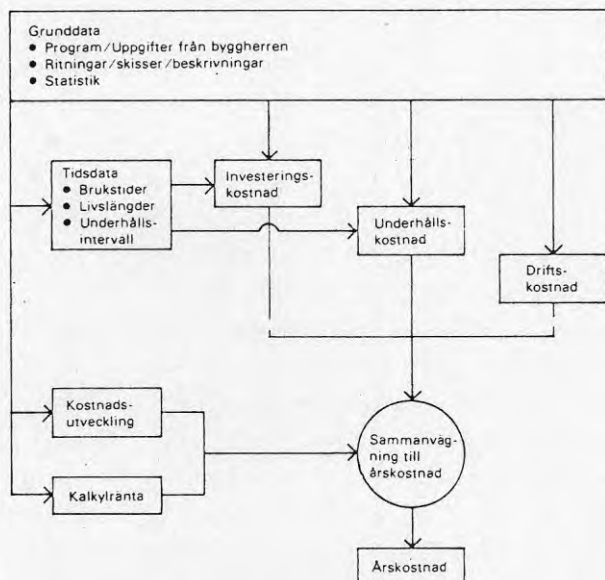 Grunddata
● Program/Uppgifter från byggherren
● Ritningar/skisser/beskrivningar
● Statistik
Tidsdata
● Brukstider
● Livslängder
● Underhålls-
intervall
Investerings-
kostnad
Underhålls-
kostnad
Drifts-
kostnad
Kostnads-
utveckling
Kalkylränta
Sammanväg-
ning till
årskostnad
Årskostnad